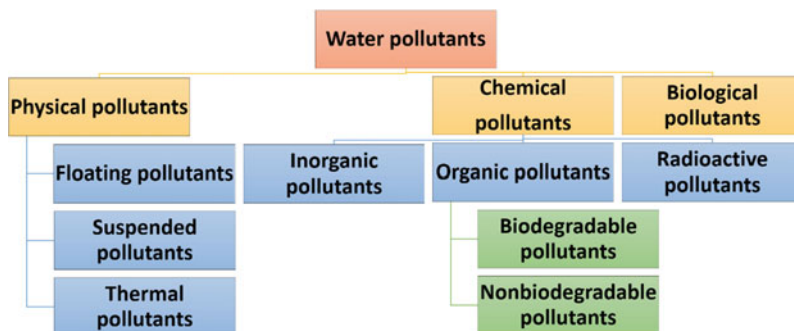 Water pollutants
Physical pollutants
Chemical
pollutants
Biological
pollutants
Floating pollutants
Inorganic
pollutants
Organic pollutants
Radioactive
pollutants
Suspended
pollutants
Biodegradable
pollutants
Thermal
pollutants
Nonbiodegradable
pollutants